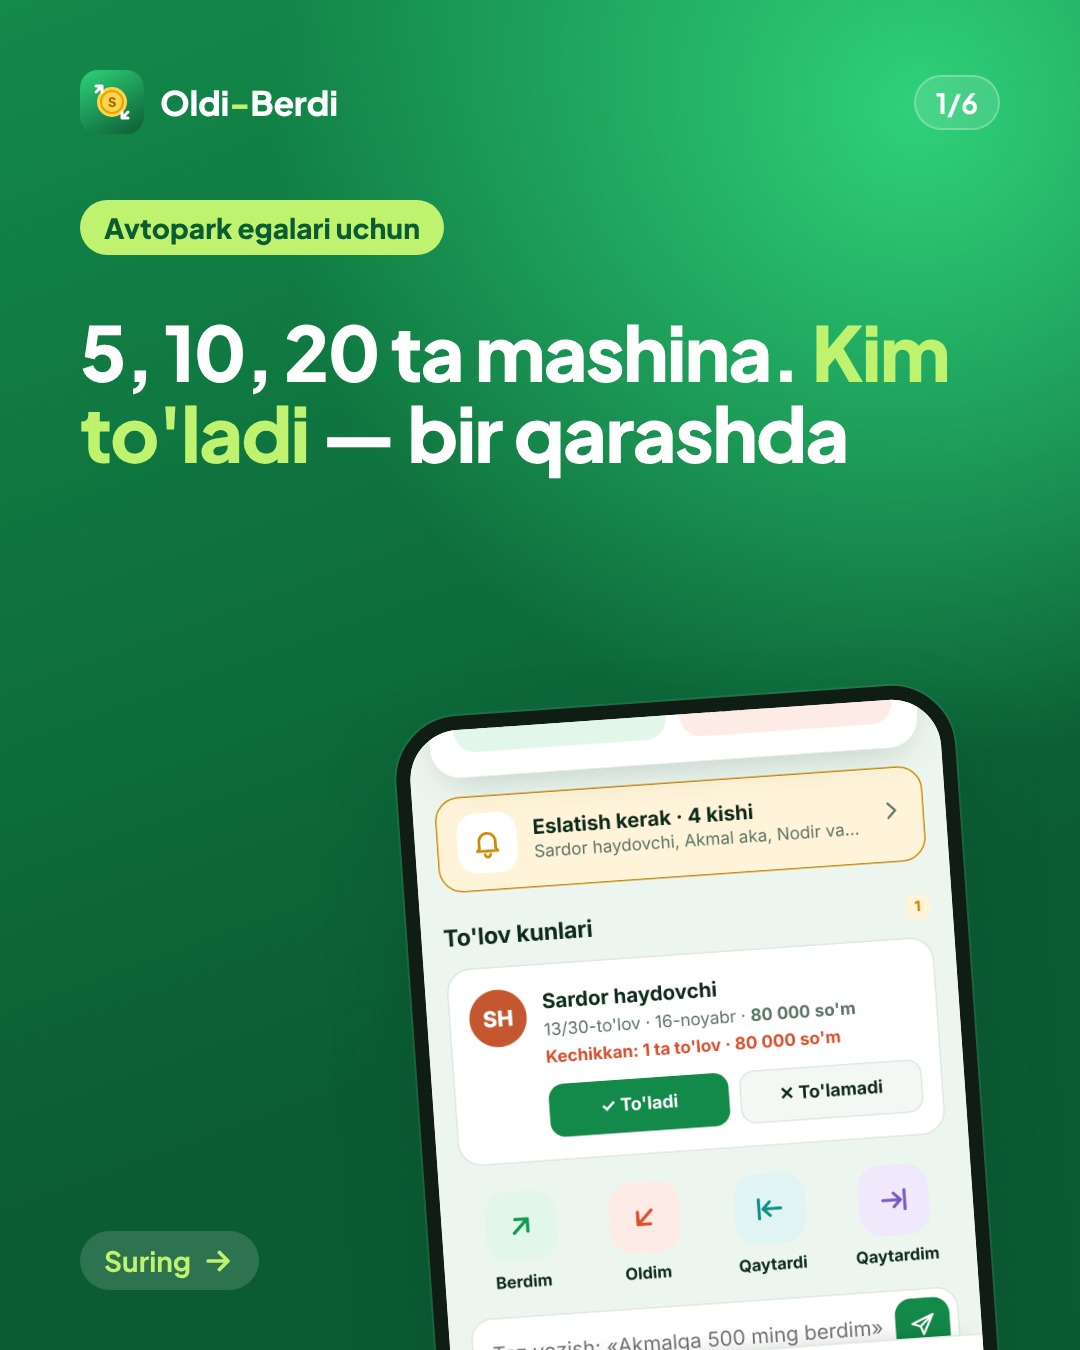 Oldi-Berdi
1/6
Avtopark egalari uchun
5, 10, 20 ta mashina. Kim
to'ladi — bir qarashda
Eslatish kerak · 4 kishi
Sardor haydovchi, Akmal aka, Nodir va...
To'lov kunlari
1
SH
Sardor haydovchi
13/30-to'lov · 16-noyabr · 80 000 so'm
Kechikkan: 1 ta to'lov · 80 000 so'm
✓ To'ladi
✕ To'lamadi
Berdim
Oldim
Qaytardi
Qaytardim
Suring →
yozish: «Akmalga 500 ming berdim»